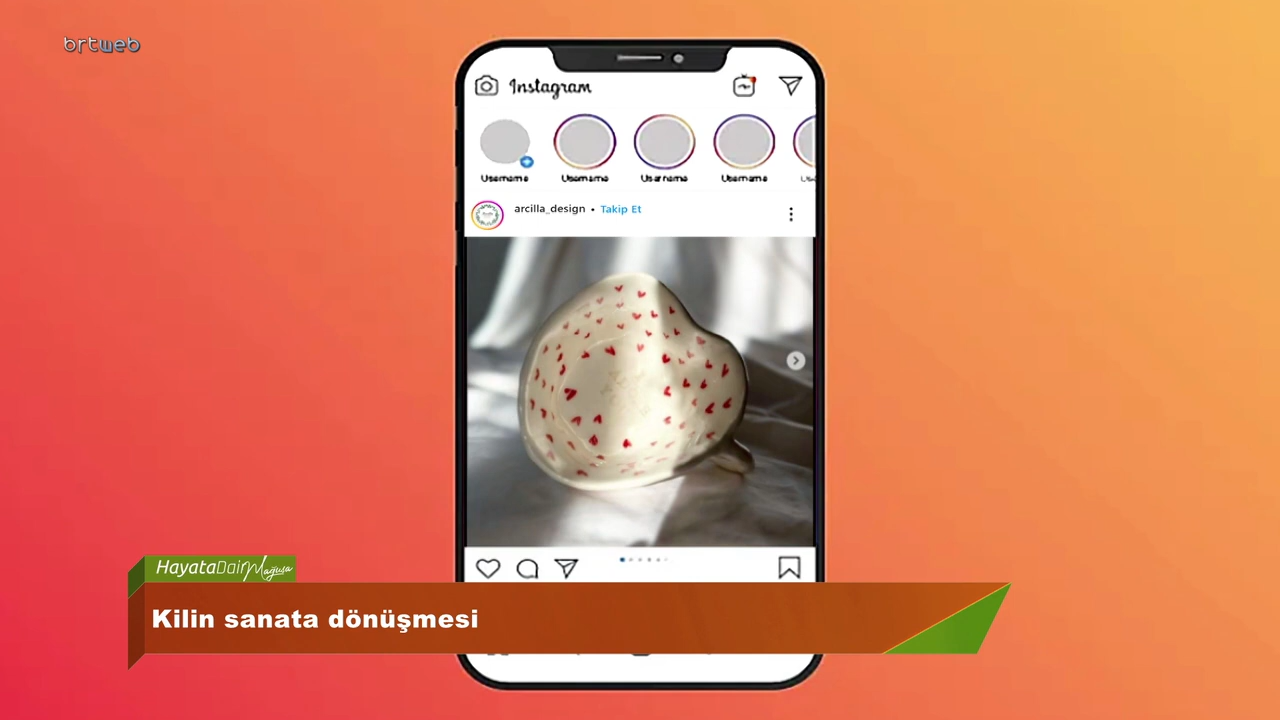 brtweb
Instagram
Username Username Username Username
arcilla_design • Takip Et
HayataDair Mağusa
Kilin sanata dönüşmesi